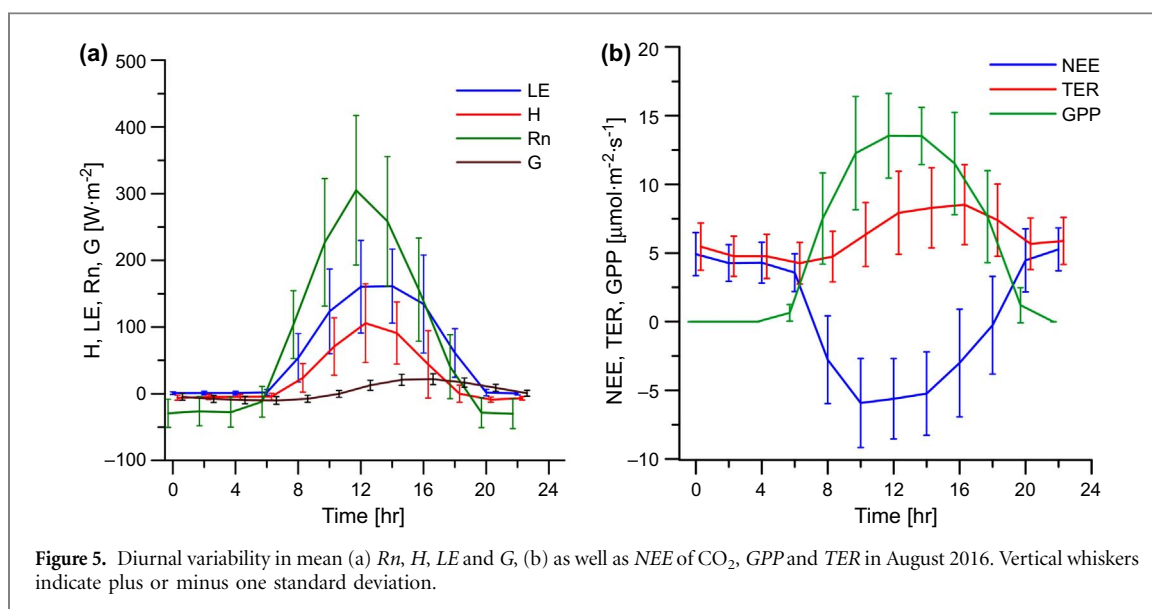 (a)
500
400
300
200
100
0
–100
H, LE, Rn, G [W·m⁻²]
LE
H
Rn
G
0 4 8 12 16 20 24
Time [hr]
(b)
20
15
10
5
0
–5
–10
NEE, TER, GPP [μmol·m⁻²·s⁻¹]
NEE
TER
GPP
0 4 8 12 16 20 24
Time [hr]
Figure 5. Diurnal variability in mean (a) Rn, H, LE and G, (b) as well as NEE of CO₂, GPP and TER in August 2016. Vertical whiskers
indicate plus or minus one standard deviation.